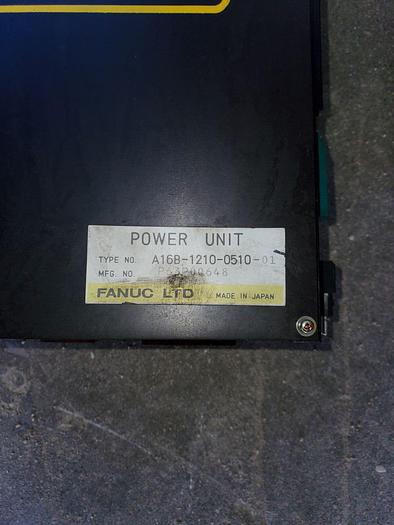 POWER UNIT
TYPE NO. A16B-1210-0510-01
MFG. NO.
FANUC LTD MADE IN JAPAN